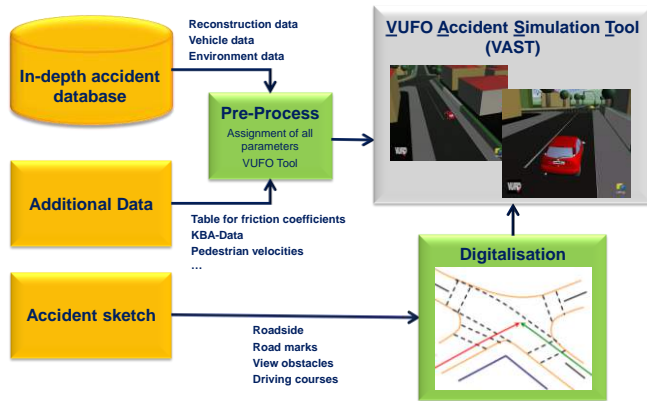 Reconstruction data
Vehicle data
Environment data
In-depth accident
database
VUFO Accident Simulation Tool
(VAST)
Pre-Process
Assignment of all
parameters
VUFO Tool
Additional Data
Table for friction coefficients
KBA-Data
Pedestrian velocities
...
Digitalisation
Accident sketch
Roadside
Road marks
View obstacles
Driving courses
VUFO
VUFO